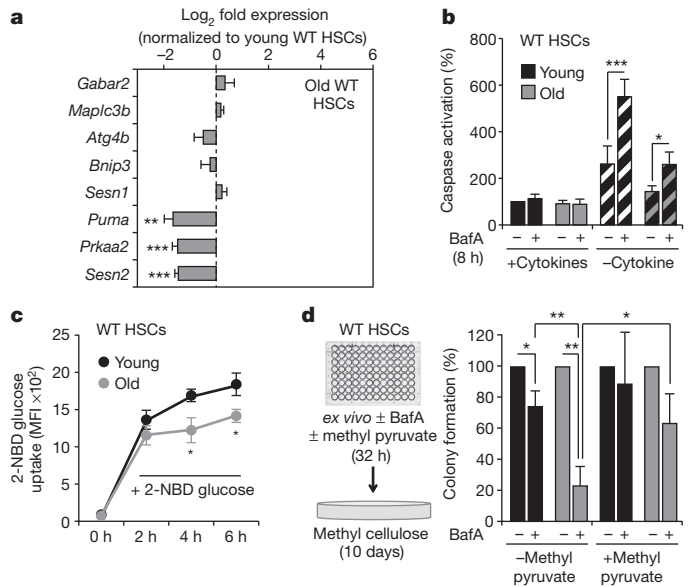 a
Log2 fold expression
(normalized to young WT HSCs)
–2 0 2 4 6
Old WT
HSCs
Gabar2
Maplc3b
Atg4b
Bnip3
Sesn1
Puma **
Prkaa2 ***
Sesn2 ***
b
WT HSCs
Young
Old
Caspase activation (%)
800
600
400
200
0
***
*
BafA – + – + – + – +
(8 h) +Cytokines –Cytokine
c
WT HSCs
Young
Old
2-NBD glucose
uptake (MFI ×10²)
25
20
15
10
5
0
* *
+ 2-NBD glucose
0 h 2 h 4 h 6 h
d
WT HSCs
ex vivo ± BafA
± methyl pyruvate
(32 h)
Methyl cellulose
(10 days)
Colony formation (%)
120
100
80
60
40
20
0
** *
* **
BafA – + – + – + – +
–Methyl
pyruvate
+Methyl
pyruvate